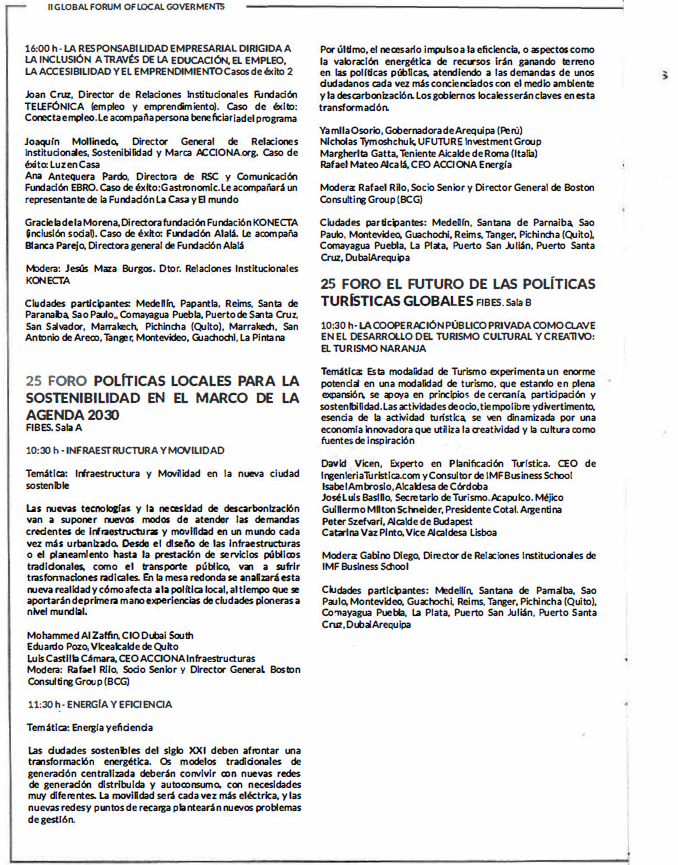 II GLOBAL FORUM OF LOCAL GOVERMENTS
16:00 h - LA RESPONSABILIDAD EMPRESARIAL DIRIGIDA A
LA INCLUSIÓN A TRAVÉS DE LA EDUCACIÓN, EL EMPLEO,
LA ACCESIBILIDAD Y EL EMPRENDIMIENTO Casos de éxito 2
Joan Cruz, Director de Relaciones Institucionales Fundación
TELEFÓNICA (empleo y emprendimiento). Caso de éxito:
Conecta empleo. Le acompaña persona beneficiaria del programa
Joaquín Mollinedo, Director General de Relaciones
Institucionales, Sostenibilidad y Marca ACCIONA.org. Caso de
éxito: Luz en Casa
Ana Antequera Pardo, Directora de RSC y Comunicación
Fundación EBRO. Caso de éxito: Gastronomic. Le acompañará un
representante de la Fundación La Casa y El mundo
Graciela de la Morena, Directora fundación Fundación KONECTA
(inclusión social). Caso de éxito: Fundación Alalá. Le acompaña
Blanca Parejo, Directora general de Fundación Alalá
Modera: Jesús Maza Burgos. Dtor. Relaciones Institucionales
KONECTA
Ciudades participantes: Medellín, Papantla, Reims, Santa de
Paranaíba, Sao Paulo,, Comayagua Puebla, Puerto de Santa Cruz,
San Salvador, Marrakech, Pichincha (Quito), Marrakech, San
Antonio de Areco, Tanger, Montevideo, Guachochi, La Pintana
25 FORO POLÍTICAS LOCALES PARA LA
SOSTENIBILIDAD EN EL MARCO DE LA
AGENDA 2030
FIBES. Sala A
10:30 h - INFRAESTRUCTURA Y MOVILIDAD
Temática: Infraestructura y Movilidad en la nueva ciudad
sostenible
Las nuevas tecnologías y la necesidad de descarbonización
van a suponer nuevos modos de atender las demandas
crecientes de infraestructuras y movilidad en un mundo cada
vez más urbanizado. Desde el diseño de las infraestructuras
o el planeamiento hasta la prestación de servicios públicos
tradicionales, como el transporte público, van a sufrir
trasformaciones radicales. En la mesa redonda se analizará esta
nueva realidad y cómo afecta a la política local, al tiempo que se
aportarán de primera mano experiencias de ciudades pioneras a
nivel mundial.
Mohammed Al Zaffin, CIO Dubai South
Eduardo Pozo, Vicealcalde de Quito
Luis Castilla Cámara, CEO ACCIONA Infraestructuras
Modera: Rafael Rilo, Socio Senior y Director General. Boston
Consulting Group (BCG)
11:30 h - ENERGÍA Y EFICIENCIA
Temática: Energía y eficiencia
Las ciudades sostenibles del siglo XXI deben afrontar una
transformación energética. Os modelos tradicionales de
generación centralizada deberán convivir con nuevas redes
de generación distribuida y autoconsumo, con necesidades
muy diferentes. La movilidad será cada vez más eléctrica, y las
nuevas redes y puntos de recarga plantearán nuevos problemas
de gestión.
Por último, el necesario impulso a la eficiencia, o aspectos como
la valoración energética de recursos irán ganando terreno
en las políticas públicas, atendiendo a las demandas de unos
ciudadanos cada vez más concienciados con el medio ambiente
y la descarbonización. Los gobiernos locales serán claves en esta
transformación.
Yamila Osorio, Gobernadora de Arequipa (Perú)
Nicholas Tymoshchuk, UFUTURE Investment Group
Margherita Gatta, Teniente Alcalde de Roma (Italia)
Rafael Mateo Alcalá, CEO ACCIONA Energía
Modera: Rafael Rilo, Socio Senior y Director General de Boston
Consulting Group (BCG)
Ciudades participantes: Medellín, Santana de Parnaiba, Sao
Paulo, Montevideo, Guachochi, Reims, Tanger, Pichincha (Quito),
Comayagua Puebla, La Plata, Puerto San Julián, Puerto Santa
Cruz, Dubal Arequipa
25 FORO EL FUTURO DE LAS POLÍTICAS
TURÍSTICAS GLOBALES FIBES. Sala B
10:30 h - LA COOPERACIÓN PÚBLICO PRIVADA COMO CLAVE
EN EL DESARROLLO DEL TURISMO CULTURAL Y CREATIVO:
EL TURISMO NARANJA
Temática: Esta modalidad de Turismo experimenta un enorme
potencial en una modalidad de turismo, que estando en plena
expansión, se apoya en principios de cercanía, participación y
sostenibilidad. Las actividades de ocio, tiempo libre y divertimento,
esencia de la actividad turística, se ven dinamizada por una
economía innovadora que utiliza la creatividad y la cultura como
fuentes de inspiración
David Vicen, Experto en Planificación Turística. CEO de
IngenieriaTuristica.com y Consultor de IMF Business School
Isabel Ambrosio, Alcaldesa de Córdoba
José Luis Basilio, Secretario de Turismo. Acapulco. Méjico
Guillermo Milton Schneider, Presidente Cotal. Argentina
Peter Szefvari, Alcalde de Budapest
Catarina Vaz Pinto, Vice Alcaldesa Lisboa
Modera: Gabino Diego, Director de Relaciones Institucionales de
IMF Business School
Ciudades participantes: Medellín, Santana de Parnaiba, Sao
Paulo, Montevideo, Guachochi, Reims, Tanger, Pichincha (Quito),
Comayagua Puebla, La Plata, Puerto San Julián, Puerto Santa
Cruz, Dubal Arequipa